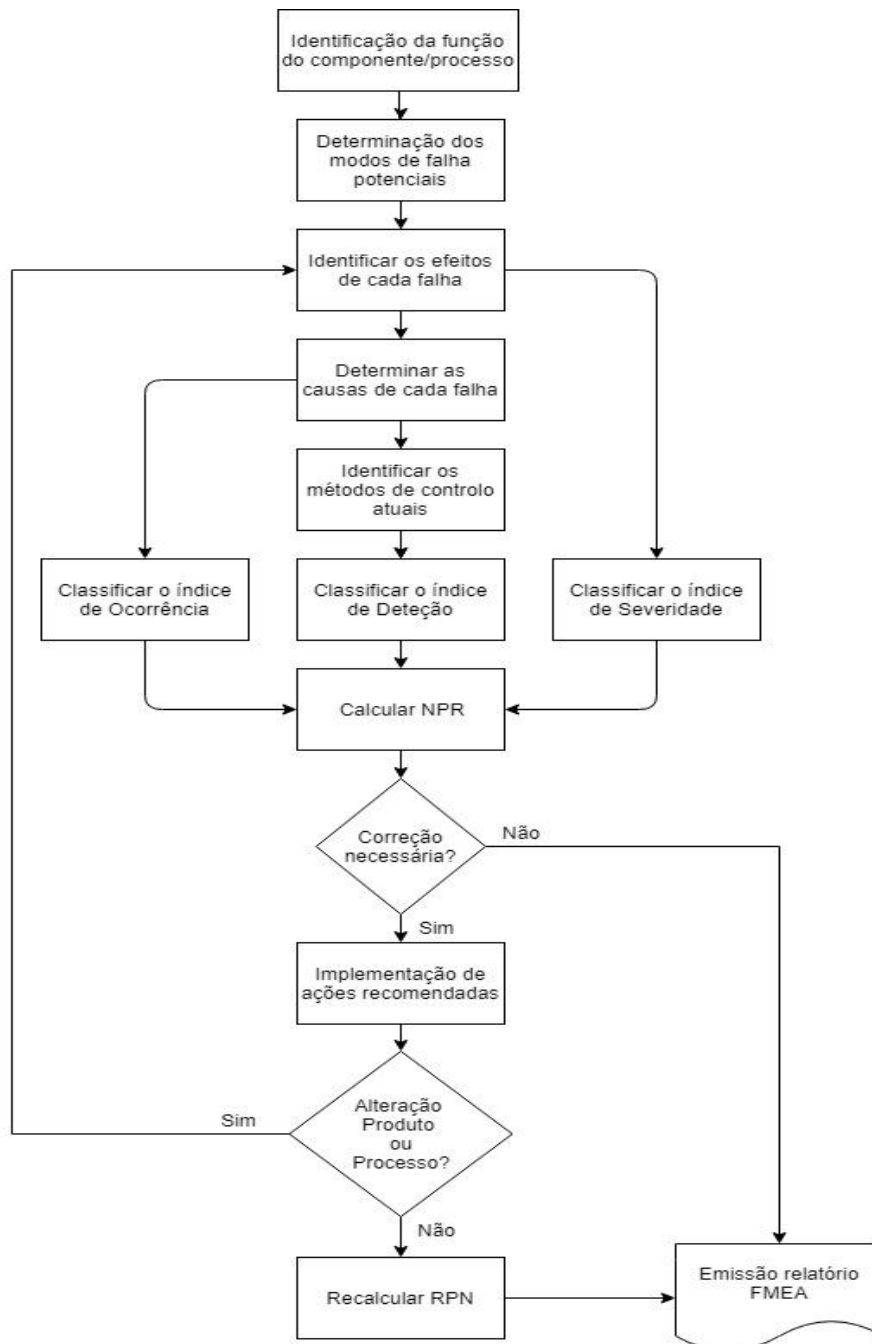 Identificação da função
do componente/processo
Determinação dos
modos de falha
potenciais
Identificar os efeitos
de cada falha
Determinar as
causas de cada falha
Identificar os
métodos de controlo
atuais
Classificar o índice
de Ocorrência
Classificar o índice
de Deteção
Classificar o índice
de Severidade
Calcular NPR
Correção
necessária?
Não
Sim
Implementação de
ações recomendadas
Alteração
Produto
ou
Processo?
Sim
Não
Recalcular RPN
Emissão relatório
FMEA